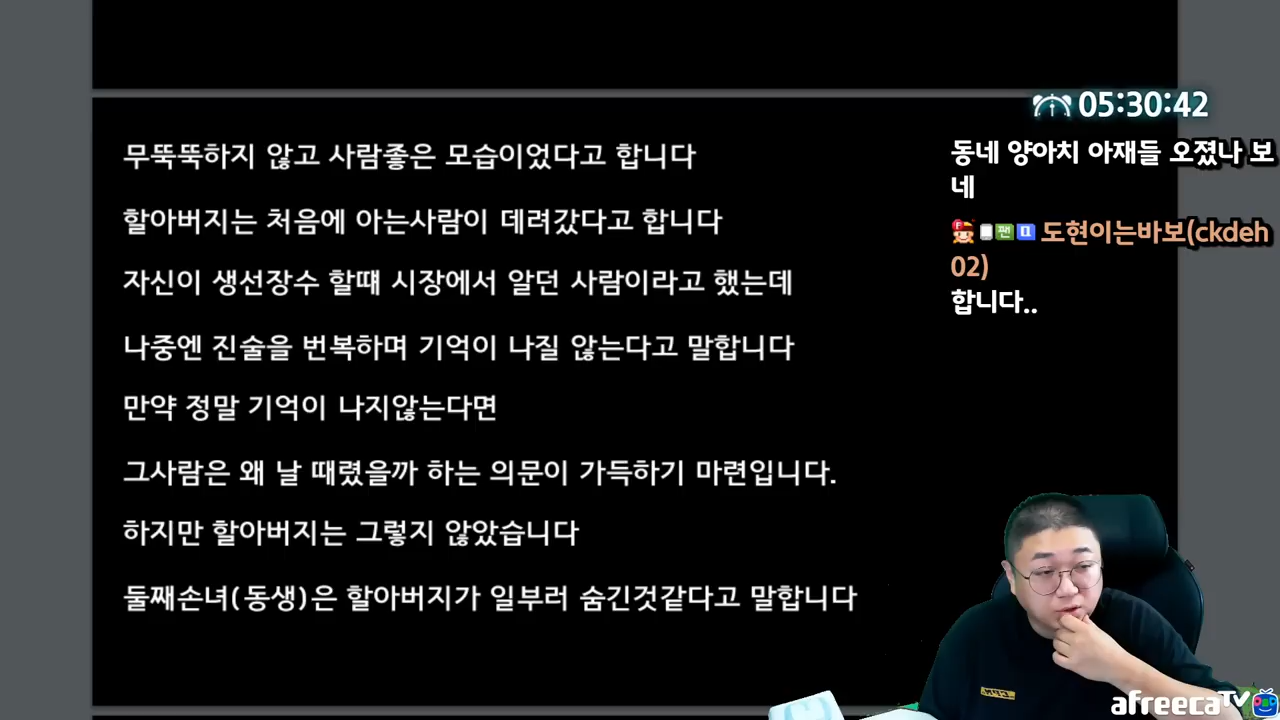 무뚝뚝하지 않고 사람좋은 모습이었다고 합니다
할아버지는 처음에 아는사람이 데려갔다고 합니다
자신이 생선장수 할떄 시장에서 알던 사람이라고 했는데
나중엔 진술을 번복하며 기억이 나질 않는다고 말합니다
만약 정말 기억이 나지않는다면
그사람은 왜 날 때렸을까 하는 의문이 가득하기 마련입니다.
하지만 할아버지는 그렇지 않았습니다
둘째손녀(동생)은 할아버지가 일부러 숨긴것같다고 말합니다
05:30:42
동네 양아치 아재들 오졌나 보
네
팬 도현이는바보(ckdeh
02)
합니다..
afreecaTV